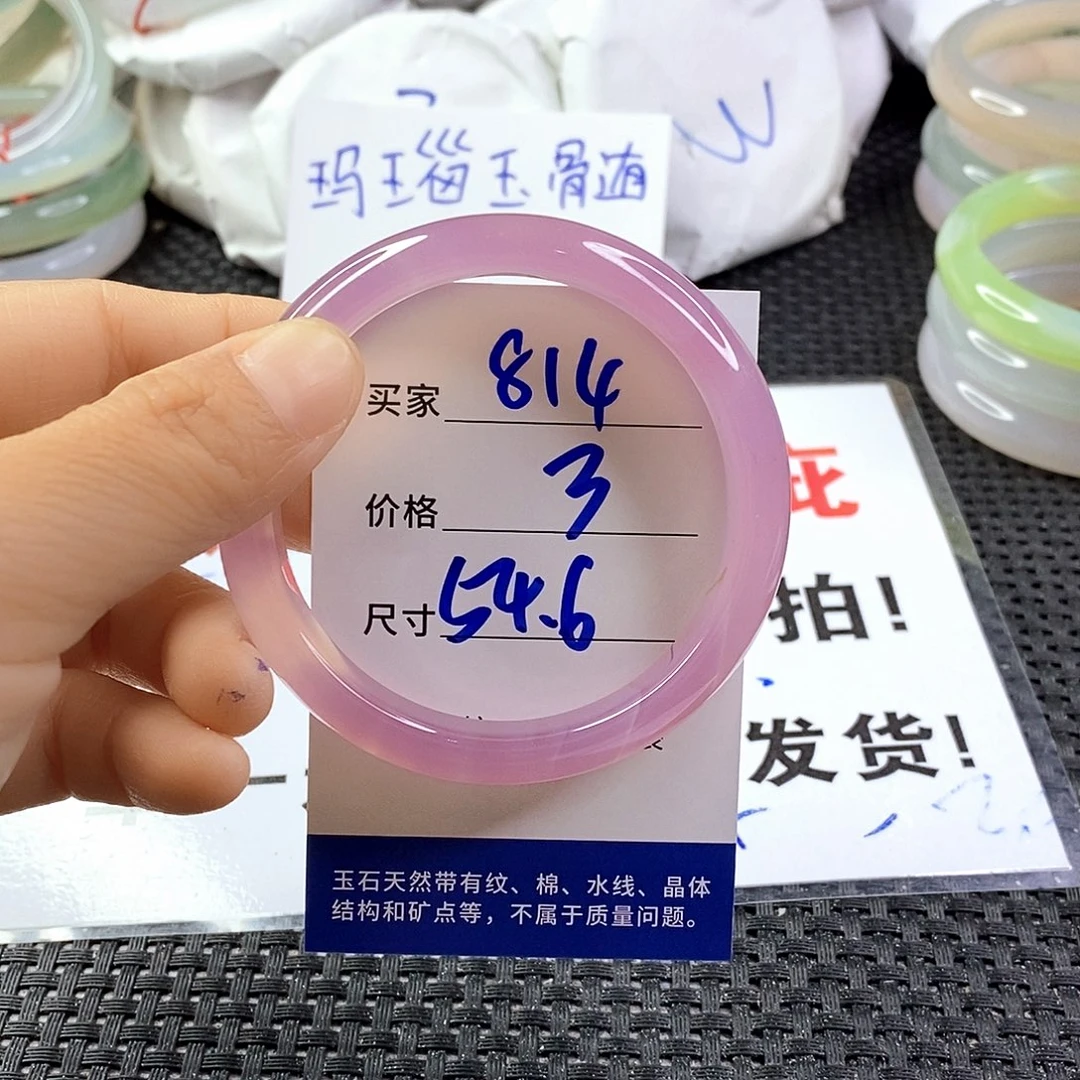 玛瑙玉骨髓
买家 814
价格 3
尺寸 54.6
疵
拍!
发货!
玉石天然带有纹、棉、水线、晶体
结构和矿点等，不属于质量问题。